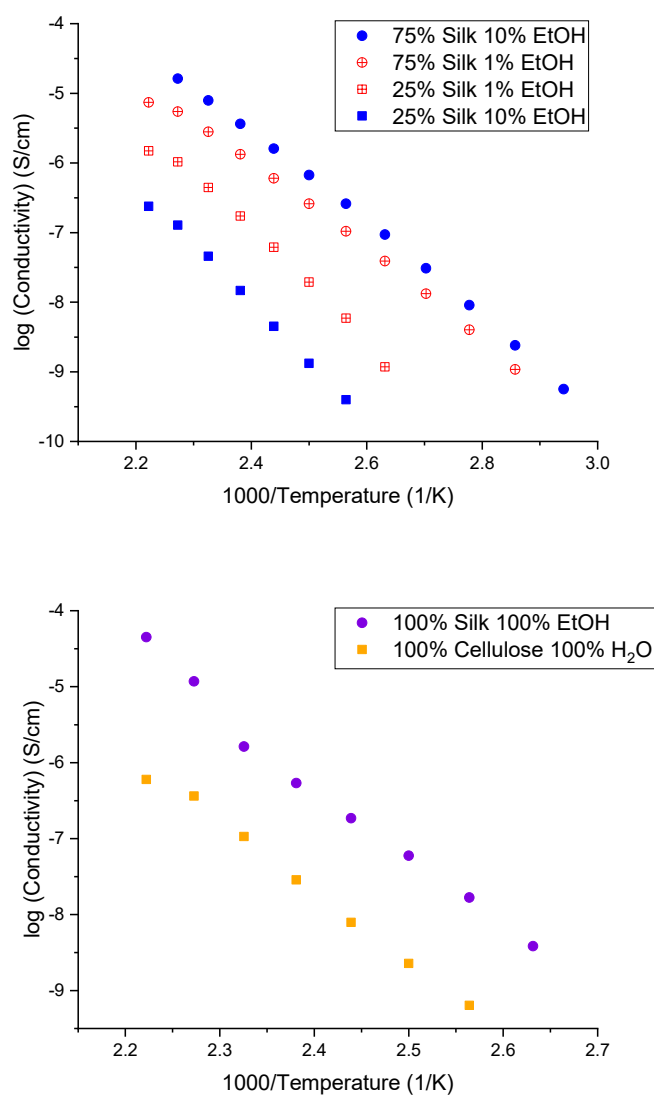 -4
-5
-6
-7
-8
-9
-10
log (Conductivity) (S/cm)
75% Silk 10% EtOH
75% Silk 1% EtOH
25% Silk 1% EtOH
25% Silk 10% EtOH
2.2 2.4 2.6 2.8 3.0
1000/Temperature (1/K)
-4
-5
-6
-7
-8
-9
log (Conductivity) (S/cm)
100% Silk 100% EtOH
100% Cellulose 100% H₂O
2.2 2.3 2.4 2.5 2.6 2.7
1000/Temperature (1/K)